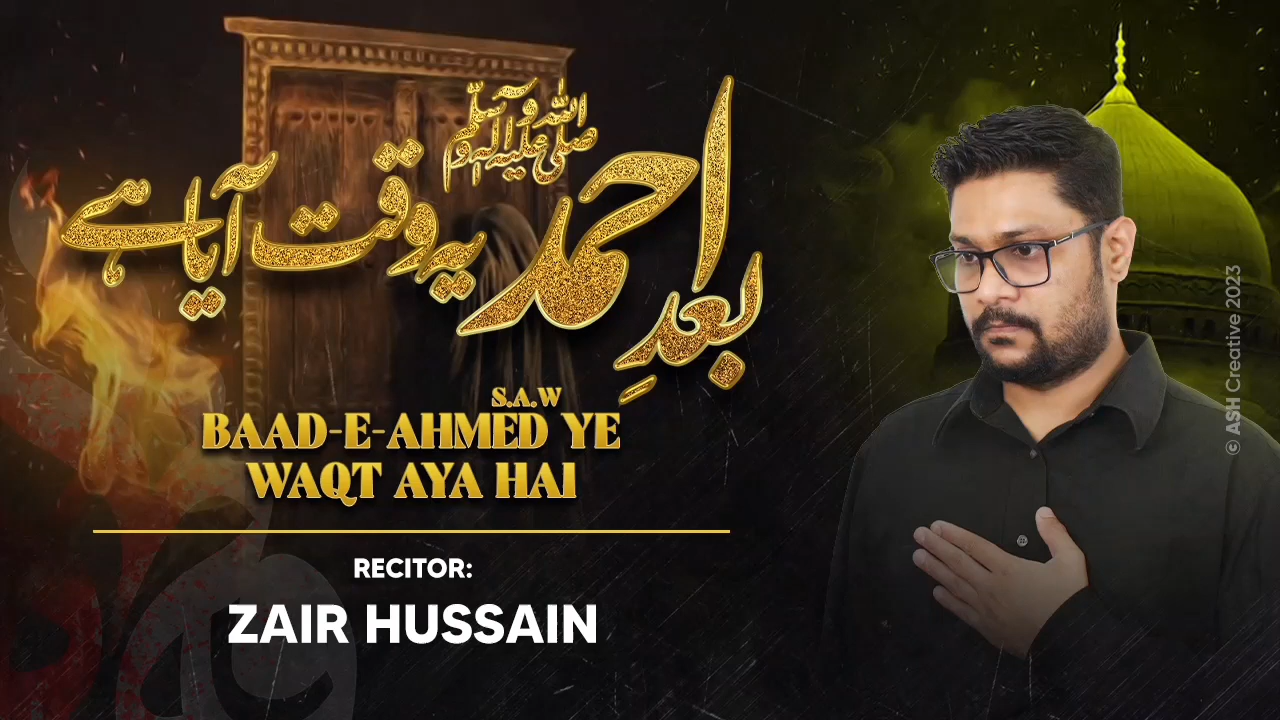 بعدِ احمد صلی اللہ علیہ وآلہ وسلم یہ وقت آیا ہے
S.A.W
BAAD-E-AHMED YE
WAQT AYA HAI
RECITOR:
ZAIR HUSSAIN
© ASH Creative 2023